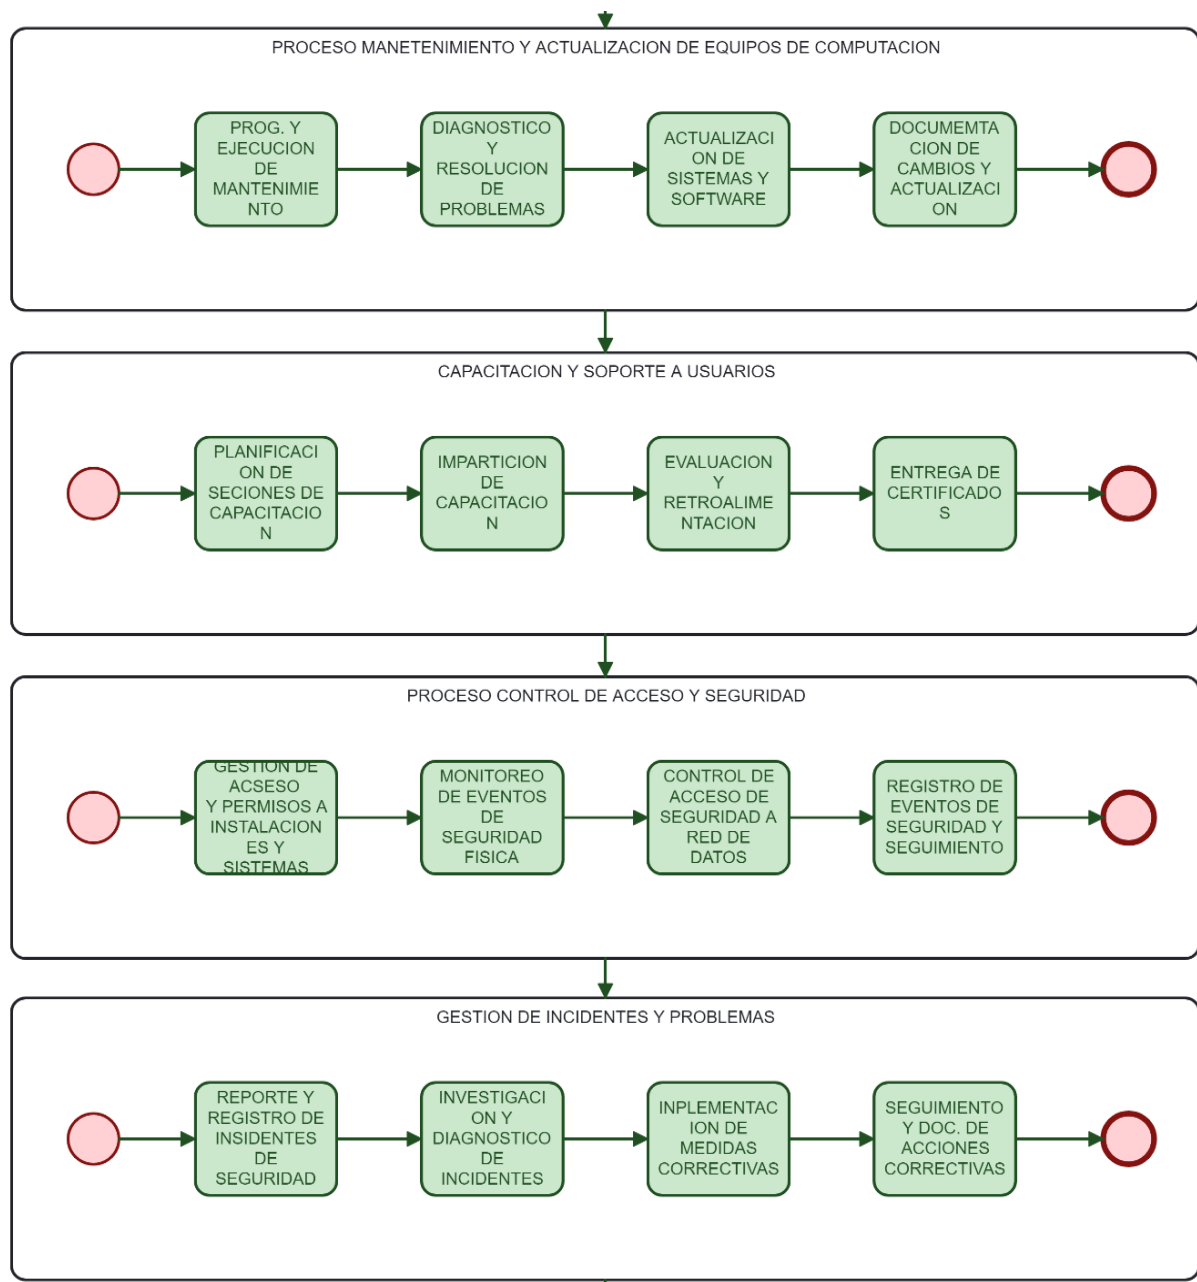 PROCESO MANETENIMIENTO Y ACTUALIZACION DE EQUIPOS DE COMPUTACION
PROG. Y
EJECUCION
DE
MANTENIMIE
NTO
DIAGNOSTICO
Y
RESOLUCION
DE
PROBLEMAS
ACTUALIZACI
ON DE
SISTEMAS Y
SOFTWARE
DOCUMEMTA
CION DE
CAMBIOS Y
ACTUALIZACI
ON
CAPACITACION Y SOPORTE A USUARIOS
PLANIFICACI
ON DE
SECIONES DE
CAPACITACIO
N
IMPARTICION
DE
CAPACITACIO
N
EVALUACION
Y
RETROALIME
NTACION
ENTREGA DE
CERTIFICADO
S
PROCESO CONTROL DE ACCESO Y SEGURIDAD
GESTION DE
ACSESO
Y PERMISOS A
INSTALACION
ES Y
SISTEMAS
MONITOREO
DE EVENTOS
DE
SEGURIDAD
FISICA
CONTROL DE
ACCESO DE
SEGURIDAD A
RED DE
DATOS
REGISTRO DE
EVENTOS DE
SEGURIDAD Y
SEGUIMIENTO
GESTION DE INCIDENTES Y PROBLEMAS
REPORTE Y
REGISTRO DE
INSIDENTES
DE
SEGURIDAD
INVESTIGACI
ON Y
DIAGNOSTICO
DE
INCIDENTES
INPLEMENTAC
ION DE
MEDIDAS
CORRECTIVAS
SEGUIMIENTO
Y DOC. DE
ACCIONES
CORRECTIVAS